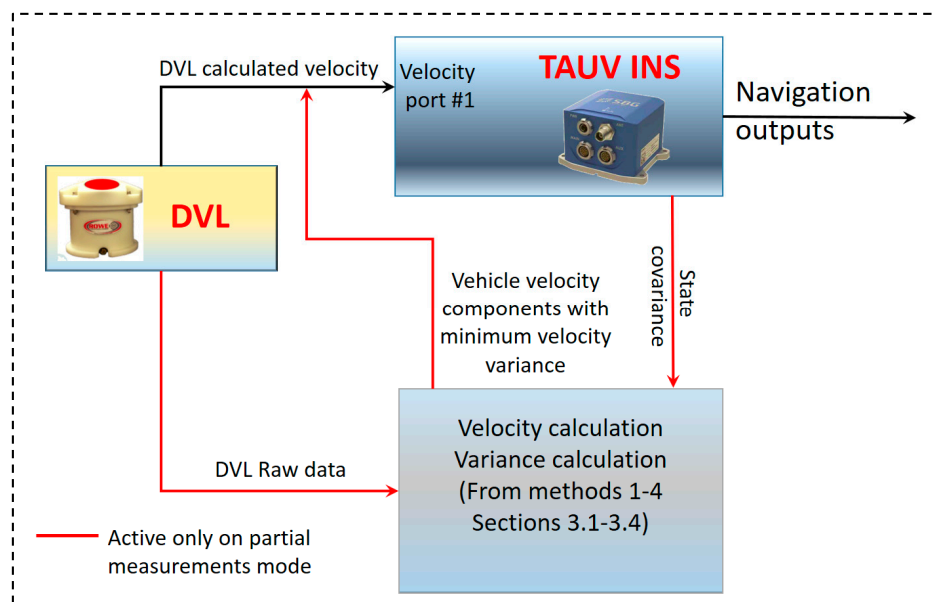 DVL calculated velocity
Velocity
port #1
TAUV INS
SBG
Navigation
outputs
DVL
State
covariance
Vehicle velocity
components with
minimum velocity
variance
Velocity calculation
Variance calculation
(From methods 1-4
Sections 3.1-3.4)
DVL Raw data
Active only on partial
measurements mode